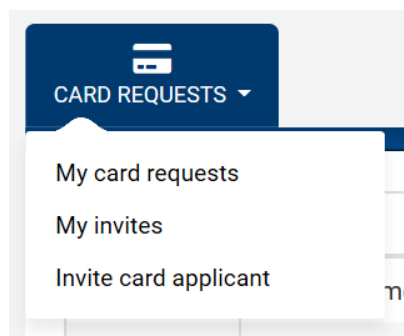 CARD REQUESTS
My card requests
My invites
Invite card applicant